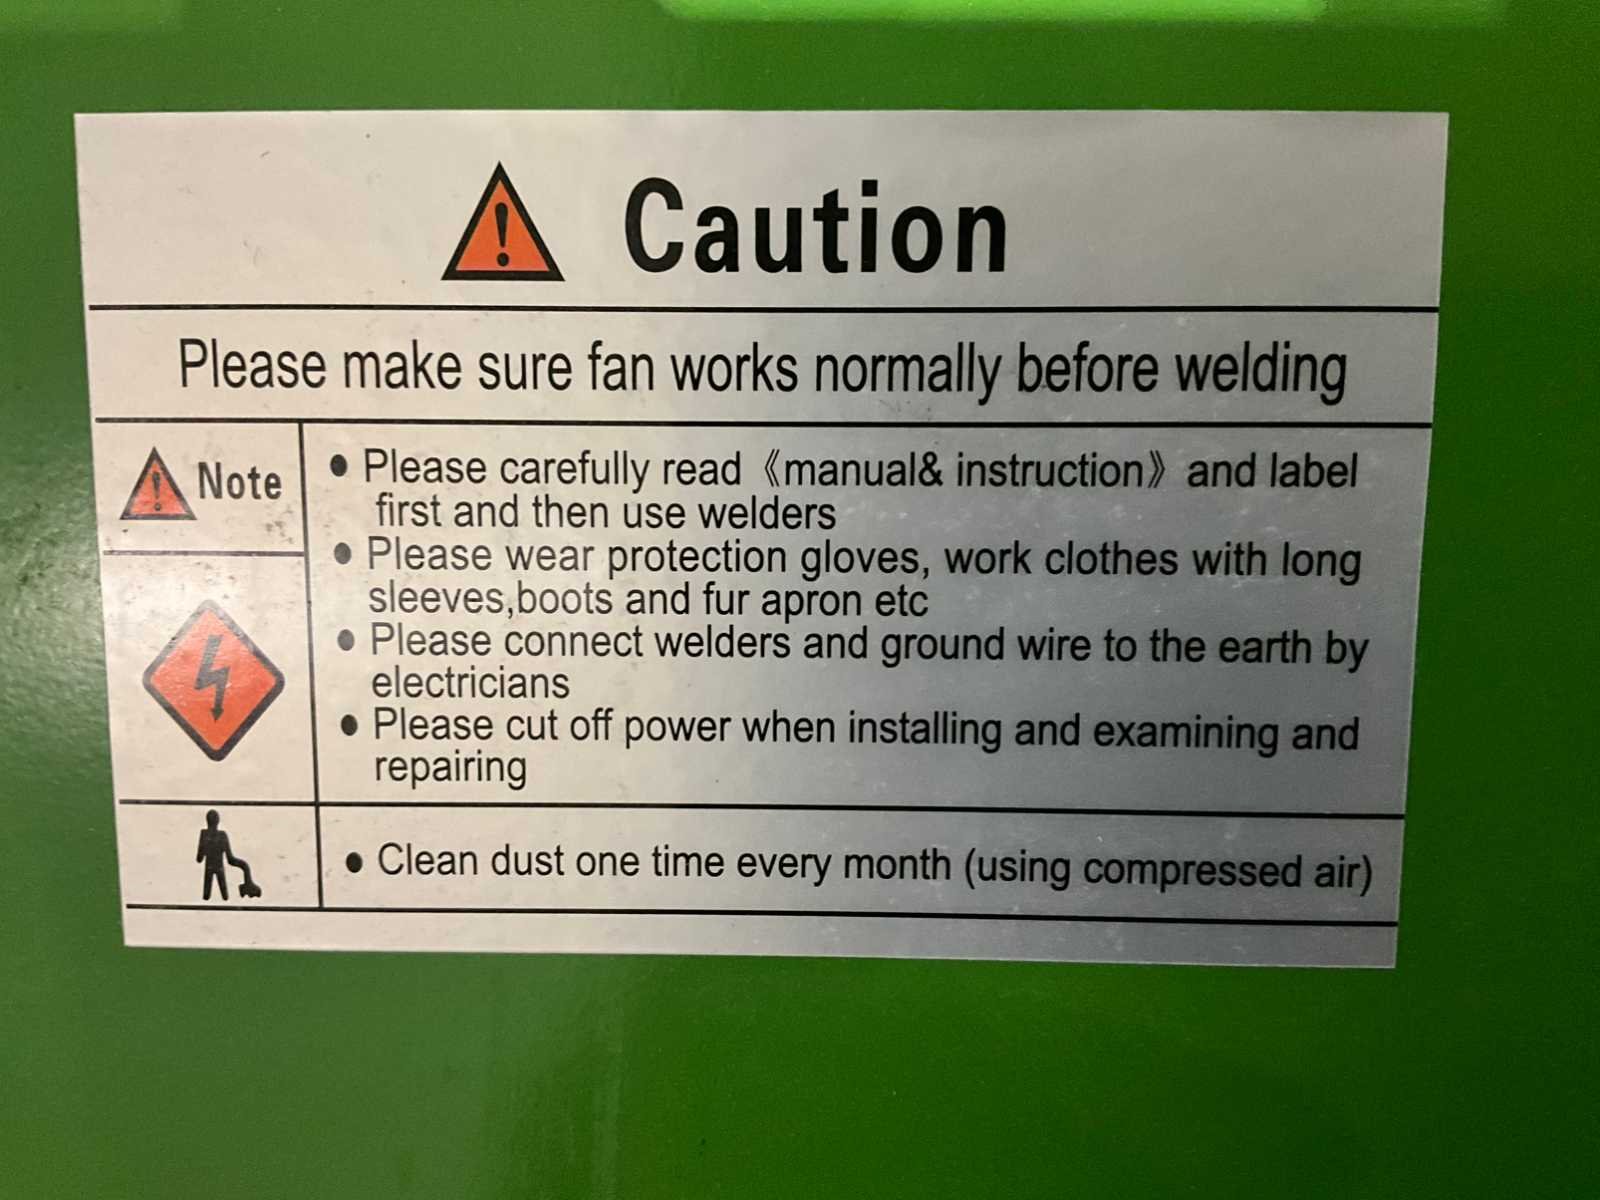 Caution
Please make sure fan works normally before welding
Note
● Please carefully read 《manual& instruction》 and label
first and then use welders
● Please wear protection gloves, work clothes with long
sleeves,boots and fur apron etc
● Please connect welders and ground wire to the earth by
electricians
● Please cut off power when installing and examining and
repairing
● Clean dust one time every month (using compressed air)